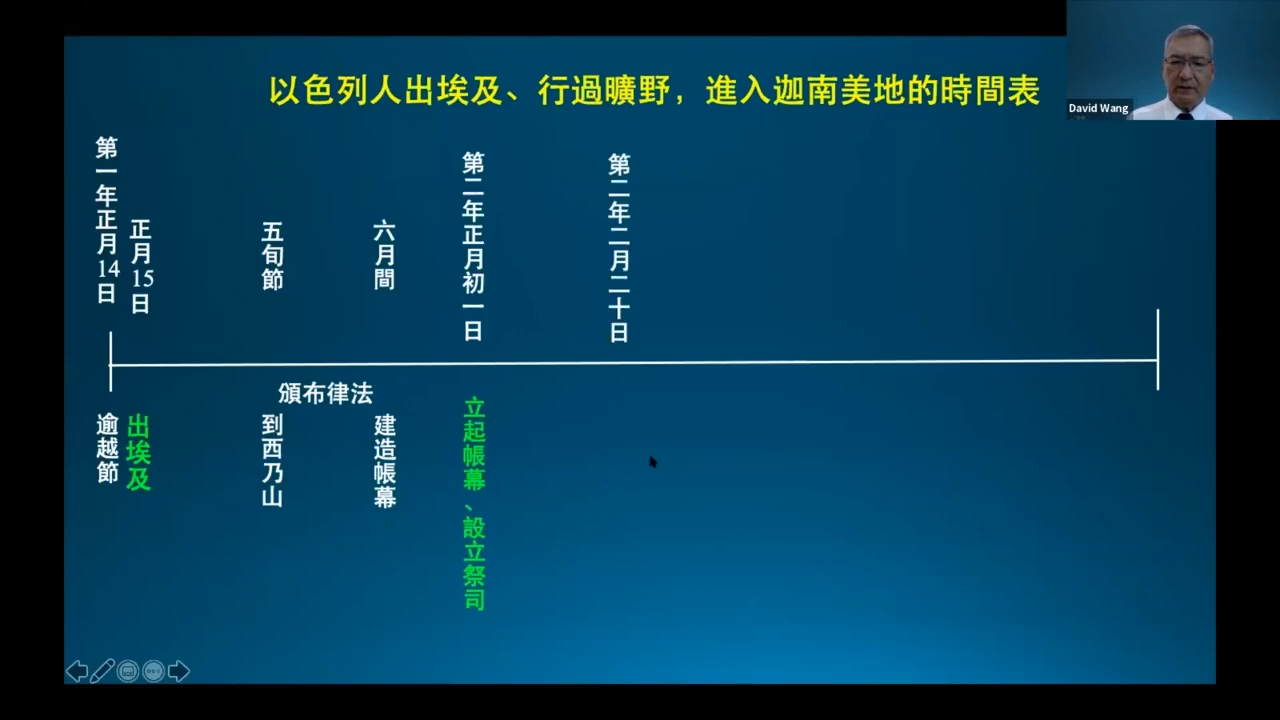 以色列人出埃及、行過曠野，進入迦南美地的時間表
David Wang
第一年正月14日
正月15日
五旬節
六月間
第二年正月初一日
第二年二月二十日
頒布律法
逾越節
出埃及
到西乃山
建造帳幕
立起帳幕、設立祭司